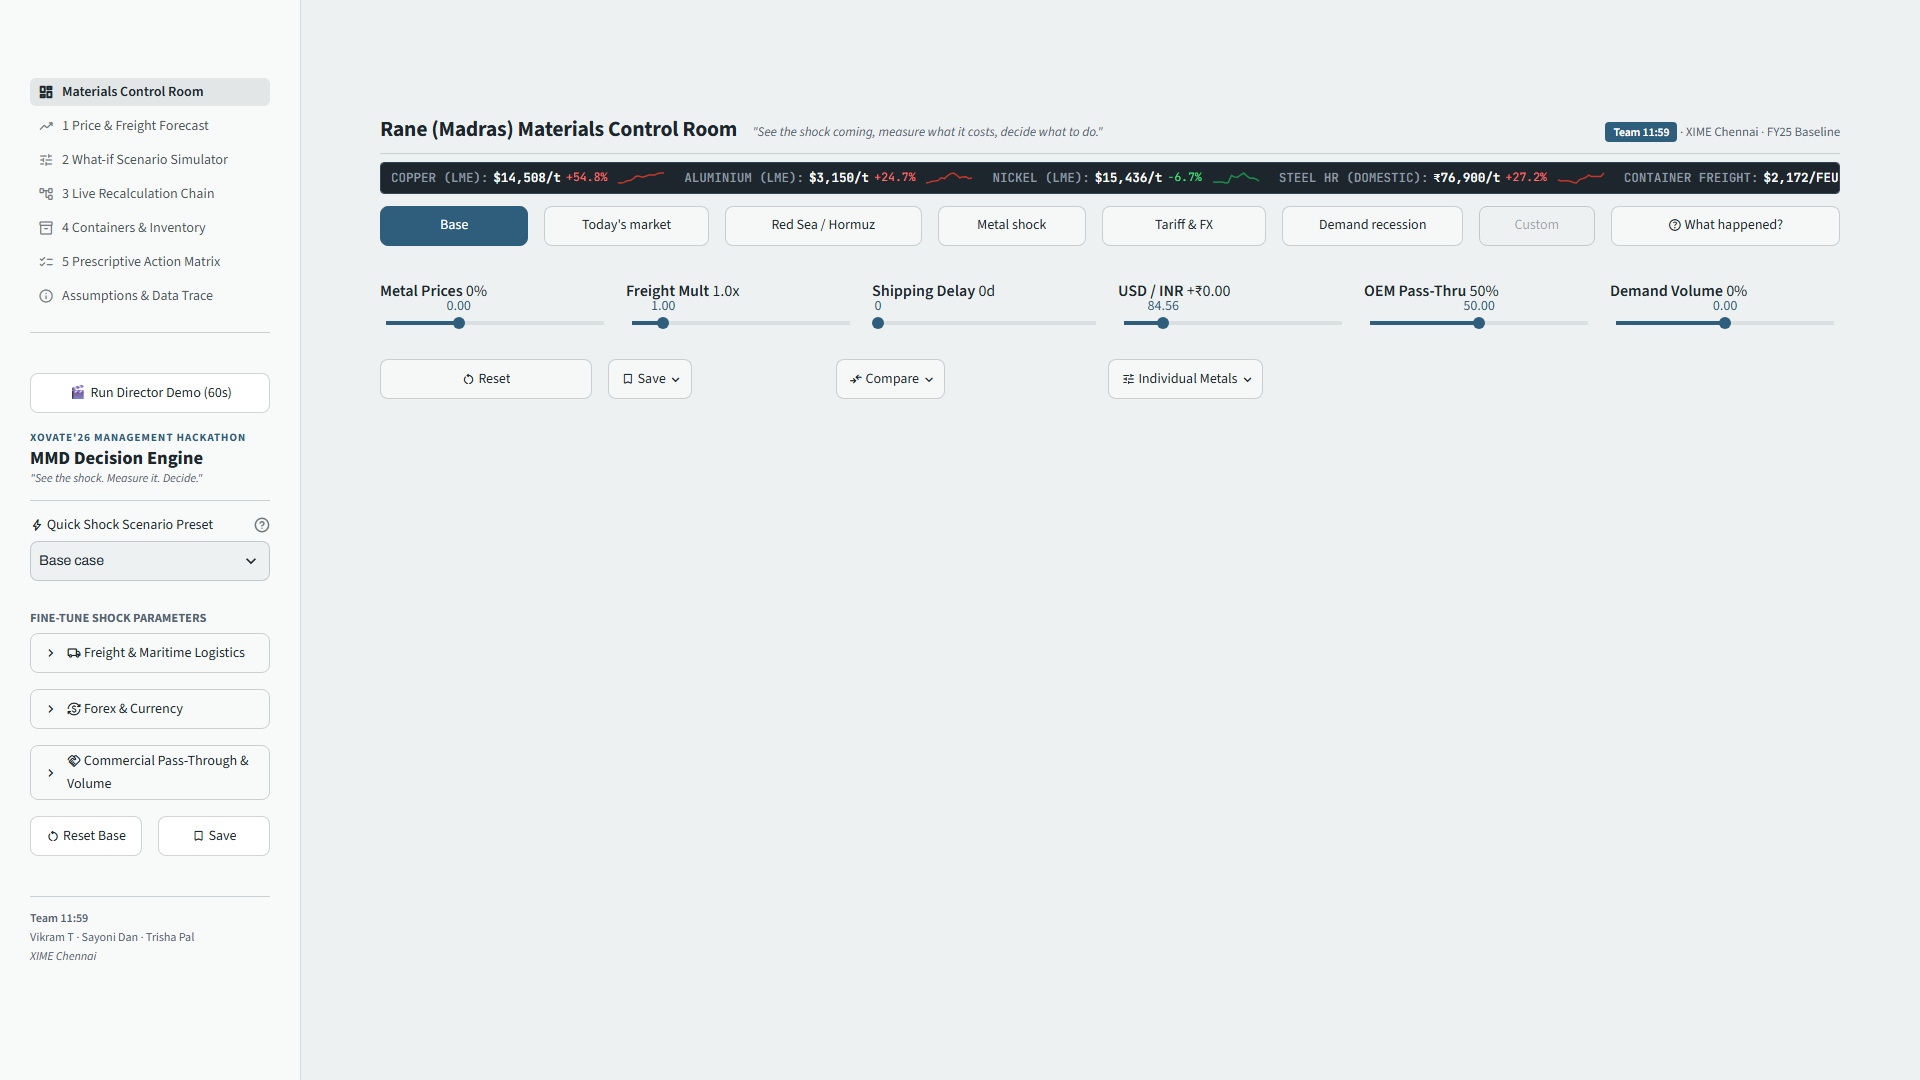 Materials Control Room
1 Price & Freight Forecast
2 What-if Scenario Simulator
3 Live Recalculation Chain
4 Containers & Inventory
5 Prescriptive Action Matrix
Assumptions & Data Trace
Run Director Demo (60s)
XOVATE'26 MANAGEMENT HACKATHON
MMD Decision Engine
"See the shock. Measure it. Decide."
Quick Shock Scenario Preset
Base case
FINE-TUNE SHOCK PARAMETERS
Freight & Maritime Logistics
Forex & Currency
Commercial Pass-Through &
Volume
Reset Base Save
Team 11:59
Vikram T · Sayoni Dan · Trisha Pal
XIME Chennai
Rane (Madras) Materials Control Room "See the shock coming, measure what it costs, decide what to do." Team 11:59 · XIME Chennai · FY25 Baseline
COPPER (LME): $14,508/t +54.8% ALUMINIUM (LME): $3,150/t +24.7% NICKEL (LME): $15,436/t -6.7% STEEL HR (DOMESTIC): ₹76,900/t +27.2% CONTAINER FREIGHT: $2,172/FEU
Base Today's market Red Sea / Hormuz Metal shock Tariff & FX Demand recession Custom What happened?
Metal Prices 0% Freight Mult 1.0x Shipping Delay 0d USD / INR +₹0.00 OEM Pass-Thru 50% Demand Volume 0%
0.00 1.00 0 84.56 50.00 0.00
Reset Save Compare Individual Metals